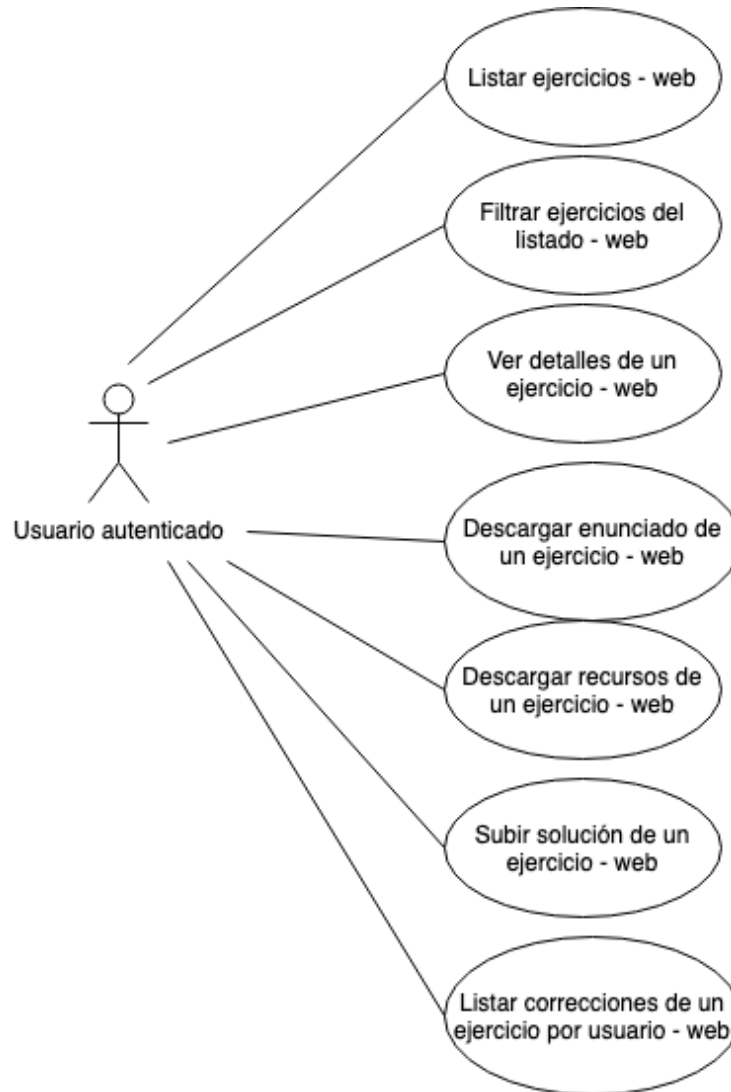 Listar ejercicios - web
Filtrar ejercicios del
listado - web
Ver detalles de un
ejercicio - web
Usuario autenticado
Descargar enunciado de
un ejercicio - web
Descargar recursos de
un ejercicio - web
Subir solución de un
ejercicio - web
Listar correcciones de un
ejercicio por usuario - web